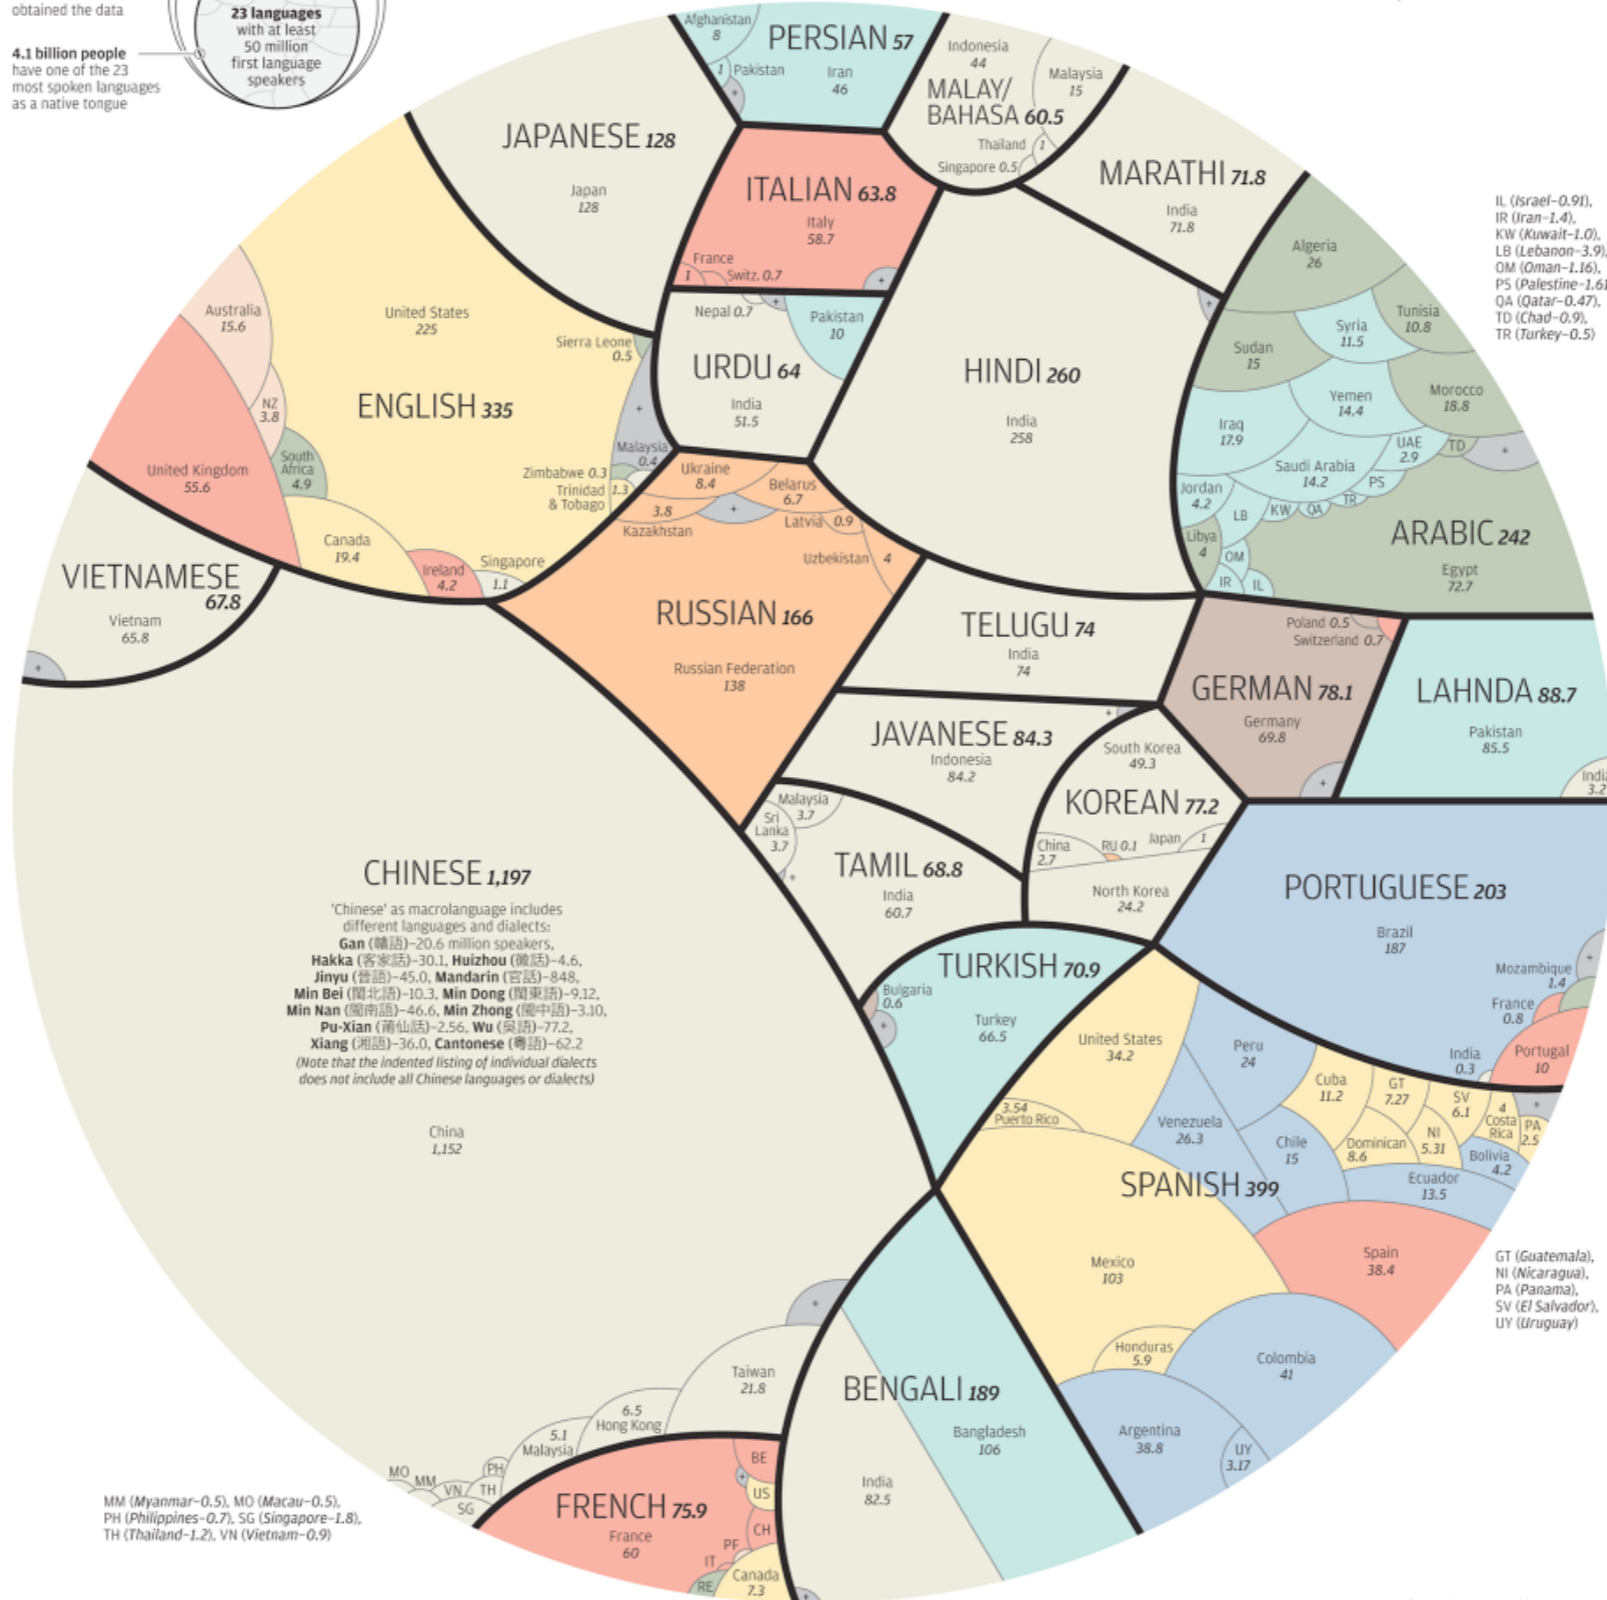 obtained the data
4.1 billion people
have one of the 23
most spoken languages
as a native tongue
23 languages
with at least
50 million
first language
speakers
Afghanistan
8
PERSIAN 57
1 Pakistan
Iran
46
Indonesia
44
Malaysia
15
MALAY/
BAHASA 60.5
Thailand 1
Singapore 0.5
JAPANESE 128
Japan
128
ITALIAN 63.8
Italy
58.7
France
1
Switz. 0.7
+
MARATHI 71.8
India
71.8
+
IL (Israel-0.91),
IR (Iran-1.4),
KW (Kuwait-1.0),
LB (Lebanon-3.9),
OM (Oman-1.16),
PS (Palestine-1.61
QA (Qatar-0.47),
TD (Chad-0.9),
TR (Turkey-0.5)
Australia
15.6
United States
225
Sierra Leone
0.5
ENGLISH 335
NZ
3.8
South
Africa
4.9
United Kingdom
55.6
+
Malaysia
0.4
Zimbabwe 0.3
Trinidad
& Tobago
1.3
Canada
19.4
Ireland
4.2
Singapore
1.1
Nepal 0.7
+
Pakistan
10
URDU 64
India
51.5
HINDI 260
India
258
Algeria
26
Tunisia
10.8
Syria
11.5
Sudan
15
Morocco
18.8
Yemen
14.4
Iraq
17.9
UAE
2.9
TD
+
Saudi Arabia
14.2
PS
TR
QA
KW
Jordan
4.2
LB
Libya
4
OM
IR
IL
ARABIC 242
Egypt
72.7
VIETNAMESE
67.8
Vietnam
65.8
+
Ukraine
8.4
Belarus
6.7
3.8
Kazakhstan
+
Latvia 0.9
Uzbekistan 4
RUSSIAN 166
Russian Federation
138
TELUGU 74
India
74
Poland 0.5
Switzerland 0.7
GERMAN 78.1
Germany
69.8
+
LAHNDA 88.7
Pakistan
85.5
3.2
JAVANESE 84.3
Indonesia
84.2
+
South Korea
49.3
KOREAN 77.2
China
2.7
RU 0.1
Japan 1
North Korea
24.2
Malaysia
3.7
Sri
Lanka
3.7
+
TAMIL 68.8
India
60.7
CHINESE 1,197
'Chinese' as macrolanguage includes
different languages and dialects:
Gan (贛語)-20.6 million speakers,
Hakka (客家話)-30.1, Huizhou (徽話)-4.6,
Jinyu (晉語)-45.0, Mandarin (官話)-848,
Min Bei (閩北語)-10.3, Min Dong (閩東語)-9.12,
Min Nan (閩南語)-46.6, Min Zhong (閩中語)-3.10,
Pu-Xian (莆仙話)-2.56, Wu (吳語)-77.2,
Xiang (湘語)-36.0, Cantonese (粵語)-62.2
(Note that the indented listing of individual dialects
does not include all Chinese languages or dialects)
China
1,152
+
Taiwan
21.8
6.5
Hong Kong
5.1
Malaysia
PH
TH
VN
MM
MO
SG
TURKISH 70.9
Bulgaria
0.6
+
Turkey
66.5
PORTUGUESE 203
Brazil
187
+
Mozambique
1.4
France
0.8
Portugal
10
India
0.3
United States
34.2
3.54
Puerto Rico
Peru
24
Venezuela
26.3
Cuba
11.2
GT
7.27
SV
6.1
4
Costa
Rica
+
PA
2.5
Dominican
8.6
NI
5.31
Bolivia
4.2
Chile
15
Ecuador
13.5
SPANISH 399
Mexico
103
Spain
38.4
Honduras
5.9
Colombia
41
Argentina
38.8
UY
3.17
GT (Guatemala),
NI (Nicaragua),
PA (Panama),
SV (El Salvador),
UY (Uruguay)
BENGALI 189
Bangladesh
106
India
82.5
+
FRENCH 75.9
France
60
BE
+
US
CH
PF
IT
RE
Canada
7.3
MM (Myanmar-0.5), MO (Macau-0.5),
PH (Philippines-0.7), SG (Singapore-1.8),
TH (Thailand-1.2), VN (Vietnam-0.9)